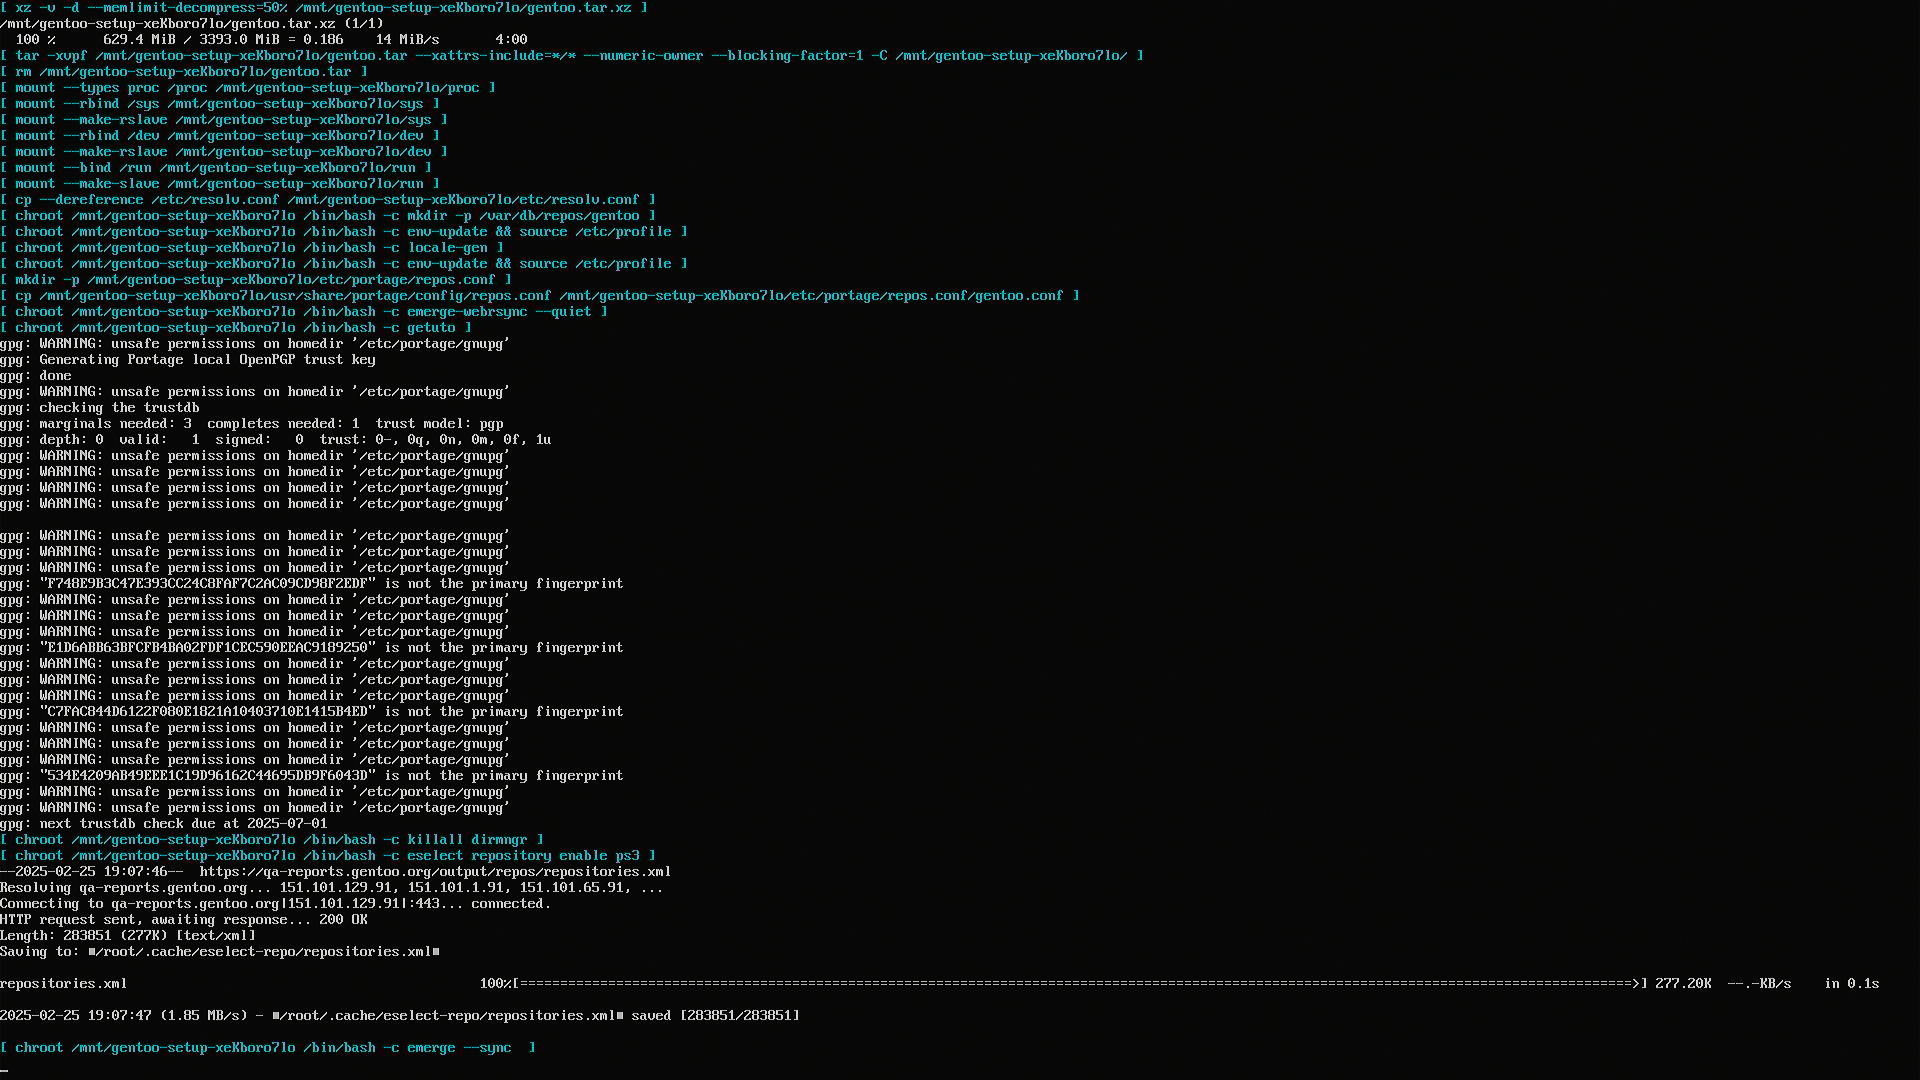 [ xz -v -d --memlimit-decompress=50% /mnt/gentoo-setup-xeKboro7lo/gentoo.tar.xz ]
/mnt/gentoo-setup-xeKboro7lo/gentoo.tar.xz (1/1)
  100 %      629.4 MiB / 3393.0 MiB = 0.186    14 MiB/s       4:00
[ tar -xvpf /mnt/gentoo-setup-xeKboro7lo/gentoo.tar --xattrs-include=*/* --numeric-owner --blocking-factor=1 -C /mnt/gentoo-setup-xeKboro7lo/ ]
[ rm /mnt/gentoo-setup-xeKboro7lo/gentoo.tar ]
[ mount --types proc /proc /mnt/gentoo-setup-xeKboro7lo/proc ]
[ mount --rbind /sys /mnt/gentoo-setup-xeKboro7lo/sys ]
[ mount --make-rslave /mnt/gentoo-setup-xeKboro7lo/sys ]
[ mount --rbind /dev /mnt/gentoo-setup-xeKboro7lo/dev ]
[ mount --make-rslave /mnt/gentoo-setup-xeKboro7lo/dev ]
[ mount --bind /run /mnt/gentoo-setup-xeKboro7lo/run ]
[ mount --make-slave /mnt/gentoo-setup-xeKboro7lo/run ]
[ cp --dereference /etc/resolv.conf /mnt/gentoo-setup-xeKboro7lo/etc/resolv.conf ]
[ chroot /mnt/gentoo-setup-xeKboro7lo /bin/bash -c mkdir -p /var/db/repos/gentoo ]
[ chroot /mnt/gentoo-setup-xeKboro7lo /bin/bash -c env-update && source /etc/profile ]
[ chroot /mnt/gentoo-setup-xeKboro7lo /bin/bash -c locale-gen ]
[ chroot /mnt/gentoo-setup-xeKboro7lo /bin/bash -c env-update && source /etc/profile ]
[ mkdir -p /mnt/gentoo-setup-xeKboro7lo/etc/portage/repos.conf ]
[ cp /mnt/gentoo-setup-xeKboro7lo/usr/share/portage/config/repos.conf /mnt/gentoo-setup-xeKboro7lo/etc/portage/repos.conf/gentoo.conf ]
[ chroot /mnt/gentoo-setup-xeKboro7lo /bin/bash -c emerge-webrsync --quiet ]
[ chroot /mnt/gentoo-setup-xeKboro7lo /bin/bash -c getuto ]
gpg: WARNING: unsafe permissions on homedir '/etc/portage/gnupg'
gpg: Generating Portage local OpenPGP trust key
gpg: done
gpg: WARNING: unsafe permissions on homedir '/etc/portage/gnupg'
gpg: checking the trustdb
gpg: marginals needed: 3  completes needed: 1  trust model: pgp
gpg: depth: 0  valid:   1  signed:   0  trust: 0-, 0q, 0n, 0m, 0f, 1u
gpg: WARNING: unsafe permissions on homedir '/etc/portage/gnupg'
gpg: WARNING: unsafe permissions on homedir '/etc/portage/gnupg'
gpg: WARNING: unsafe permissions on homedir '/etc/portage/gnupg'
gpg: WARNING: unsafe permissions on homedir '/etc/portage/gnupg'

gpg: WARNING: unsafe permissions on homedir '/etc/portage/gnupg'
gpg: WARNING: unsafe permissions on homedir '/etc/portage/gnupg'
gpg: WARNING: unsafe permissions on homedir '/etc/portage/gnupg'
gpg: "F748E9B3C47E393CC24C8FAF7C2AC09CD98F2EDF" is not the primary fingerprint
gpg: WARNING: unsafe permissions on homedir '/etc/portage/gnupg'
gpg: WARNING: unsafe permissions on homedir '/etc/portage/gnupg'
gpg: WARNING: unsafe permissions on homedir '/etc/portage/gnupg'
gpg: "E1D6ABB63BFCFB4BA02FDF1CEC590EEAC9189250" is not the primary fingerprint
gpg: WARNING: unsafe permissions on homedir '/etc/portage/gnupg'
gpg: WARNING: unsafe permissions on homedir '/etc/portage/gnupg'
gpg: WARNING: unsafe permissions on homedir '/etc/portage/gnupg'
gpg: "C7FAC844D6122F080E1821A10403710E1415B4ED" is not the primary fingerprint
gpg: WARNING: unsafe permissions on homedir '/etc/portage/gnupg'
gpg: WARNING: unsafe permissions on homedir '/etc/portage/gnupg'
gpg: WARNING: unsafe permissions on homedir '/etc/portage/gnupg'
gpg: "534E4209AB49EEE1C19D96162C44695DB9F6043D" is not the primary fingerprint
gpg: WARNING: unsafe permissions on homedir '/etc/portage/gnupg'
gpg: WARNING: unsafe permissions on homedir '/etc/portage/gnupg'
gpg: next trustdb check due at 2025-07-01
[ chroot /mnt/gentoo-setup-xeKboro7lo /bin/bash -c killall dirmngr ]
[ chroot /mnt/gentoo-setup-xeKboro7lo /bin/bash -c eselect repository enable ps3 ]
--2025-02-25 19:07:46--  https://qa-reports.gentoo.org/output/repos/repositories.xml
Resolving qa-reports.gentoo.org... 151.101.129.91, 151.101.1.91, 151.101.65.91, ...
Connecting to qa-reports.gentoo.org|151.101.129.91|:443... connected.
HTTP request sent, awaiting response... 200 OK
Length: 283851 (277K) [text/xml]
Saving to: ■/root/.cache/eselect-repo/repositories.xml■

repositories.xml                                            100%[===========================================================================================================================================>] 277.20K  --.-KB/s    in 0.1s

2025-02-25 19:07:47 (1.85 MB/s) - ■/root/.cache/eselect-repo/repositories.xml■ saved [283851/283851]

[ chroot /mnt/gentoo-setup-xeKboro7lo /bin/bash -c emerge --sync  ]
_